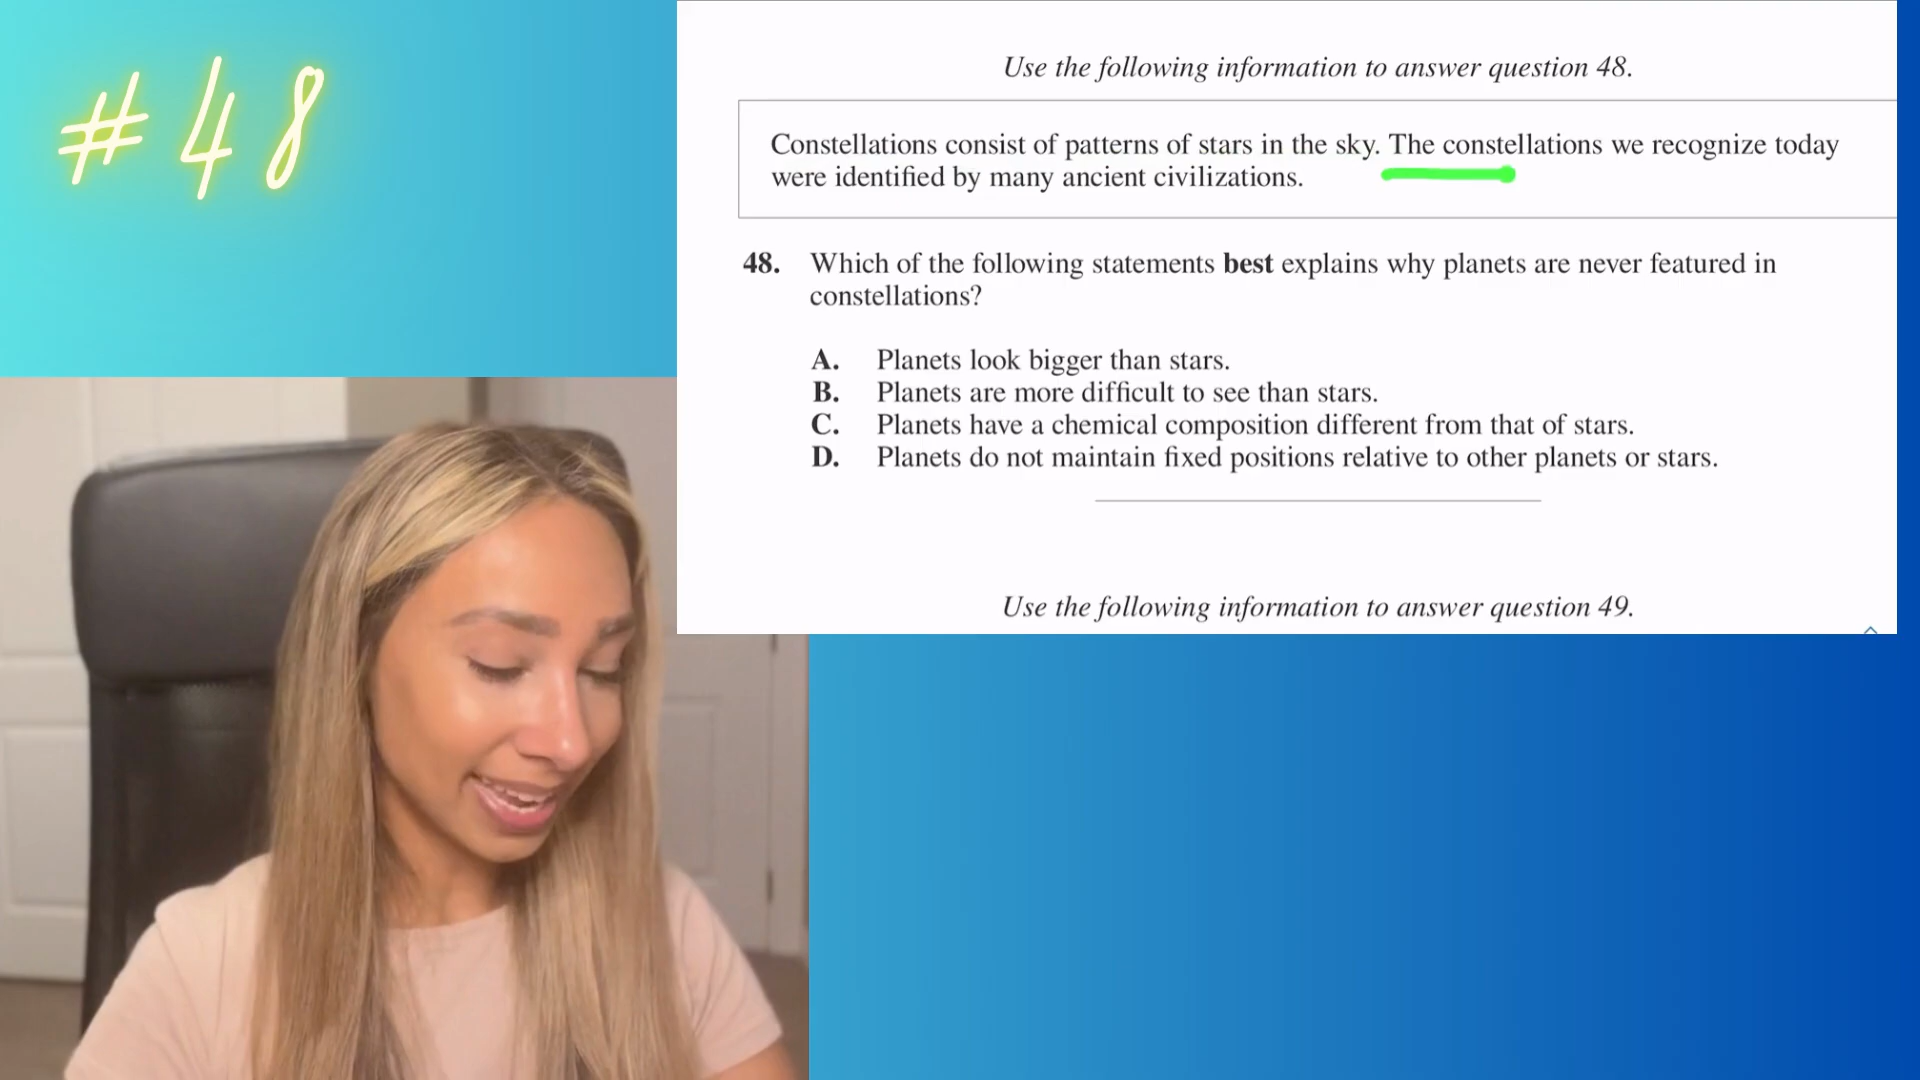 #48
Use the following information to answer question 48.
Constellations consist of patterns of stars in the sky. The constellations we recognize today
were identified by many ancient civilizations.
48. Which of the following statements best explains why planets are never featured in
constellations?
A. Planets look bigger than stars.
B. Planets are more difficult to see than stars.
C. Planets have a chemical composition different from that of stars.
D. Planets do not maintain fixed positions relative to other planets or stars.
Use the following information to answer question 49.